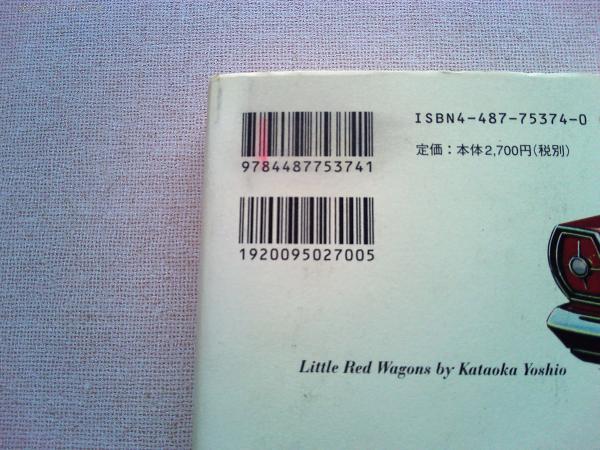 ISBN4-487-75374-0
定価：本体2,700円(税別)
9784487753741
1920095027005
Little Red Wagons by Kataoka Yoshio